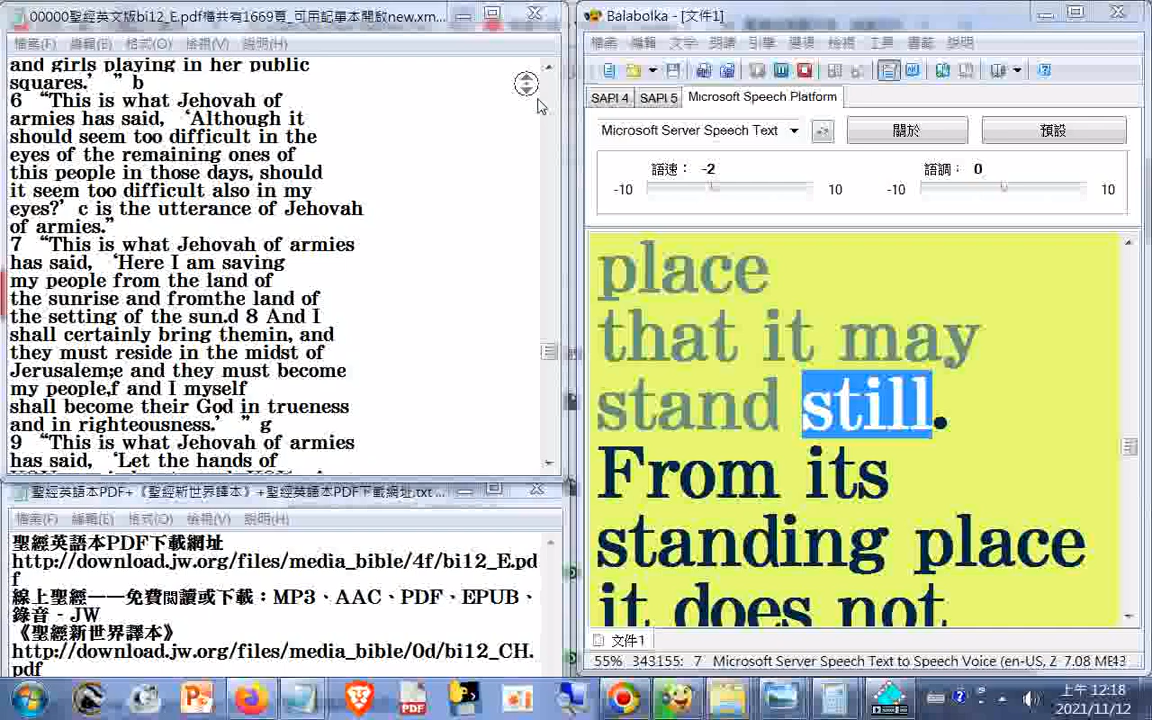 00000聖經英文版bi12_E.pdf檔共有1669頁_可用記事本開啟new.xm...
檔案(F) 編輯(E) 格式(O) 檢視(V) 說明(H)
and girls playing in her public
squares.’ ” b
6 “This is what Jehovah of
armies has said, ‘Although it
should seem too difficult in the
eyes of the remaining ones of
this people in those days, should
it seem too difficult also in my
eyes?’ c is the utterance of Jehovah
of armies.”
7 “This is what Jehovah of armies
has said, ‘Here I am saving
my people from the land of
the sunrise and fromthe land of
the setting of the sun.d 8 And I
shall certainly bring themin, and
they must reside in the midst of
Jerusalem;e and they must become
my people,f and I myself
shall become their God in trueness
and in righteousness.’ ” g
9 “This is what Jehovah of armies
has said, ‘Let the hands of
聖經英語本PDF+《聖經新世界譯本》+聖經英語本PDF下載網址.txt ...
檔案(F) 編輯(E) 格式(O) 檢視(V) 說明(H)
聖經英語本PDF下載網址
http://download.jw.org/files/media_bible/4f/bi12_E.pd
f
線上聖經——免費閱讀或下載：MP3、AAC、PDF、EPUB、
錄音 - JW
《聖經新世界譯本》
http://download.jw.org/files/media_bible/0d/bi12_CH.
pdf
Balabolka - [文件1]
檔案 編輯 文字 朗讀 引擎 選項 檢視 工具 書籤 說明
SAPI 4 SAPI 5 Microsoft Speech Platform
Microsoft Server Speech Text 關於 預設
語速： -2 語調： 0
-10 10 -10 10
place
that it may
stand still.
From its
standing place
it does not
文件1
55% 343155: 7 Microsoft Server Speech Text to Speech Voice (en-US, Z 7.08 ME
上午 12:18
2021/11/12